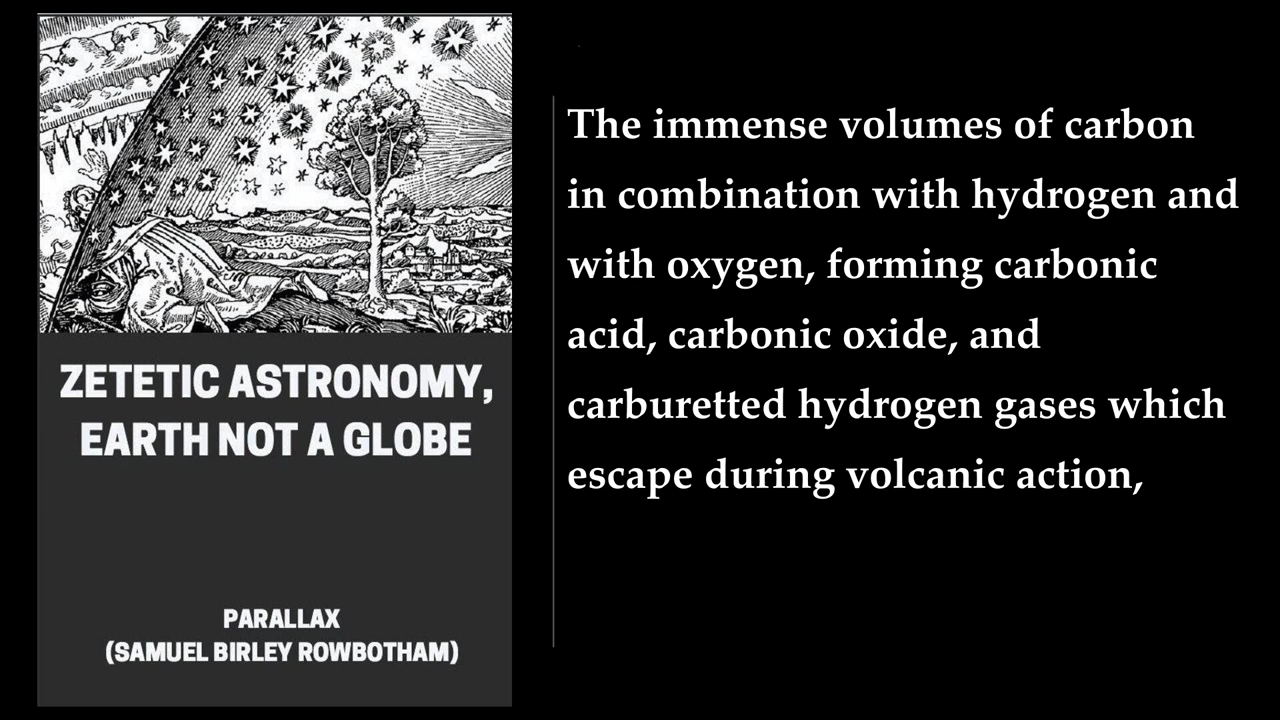 ZETETIC ASTRONOMY,
EARTH NOT A GLOBE
PARALLAX
(SAMUEL BIRLEY ROWBOTHAM)
The immense volumes of carbon
in combination with hydrogen and
with oxygen, forming carbonic
acid, carbonic oxide, and
carburetted hydrogen gases which
escape during volcanic action,